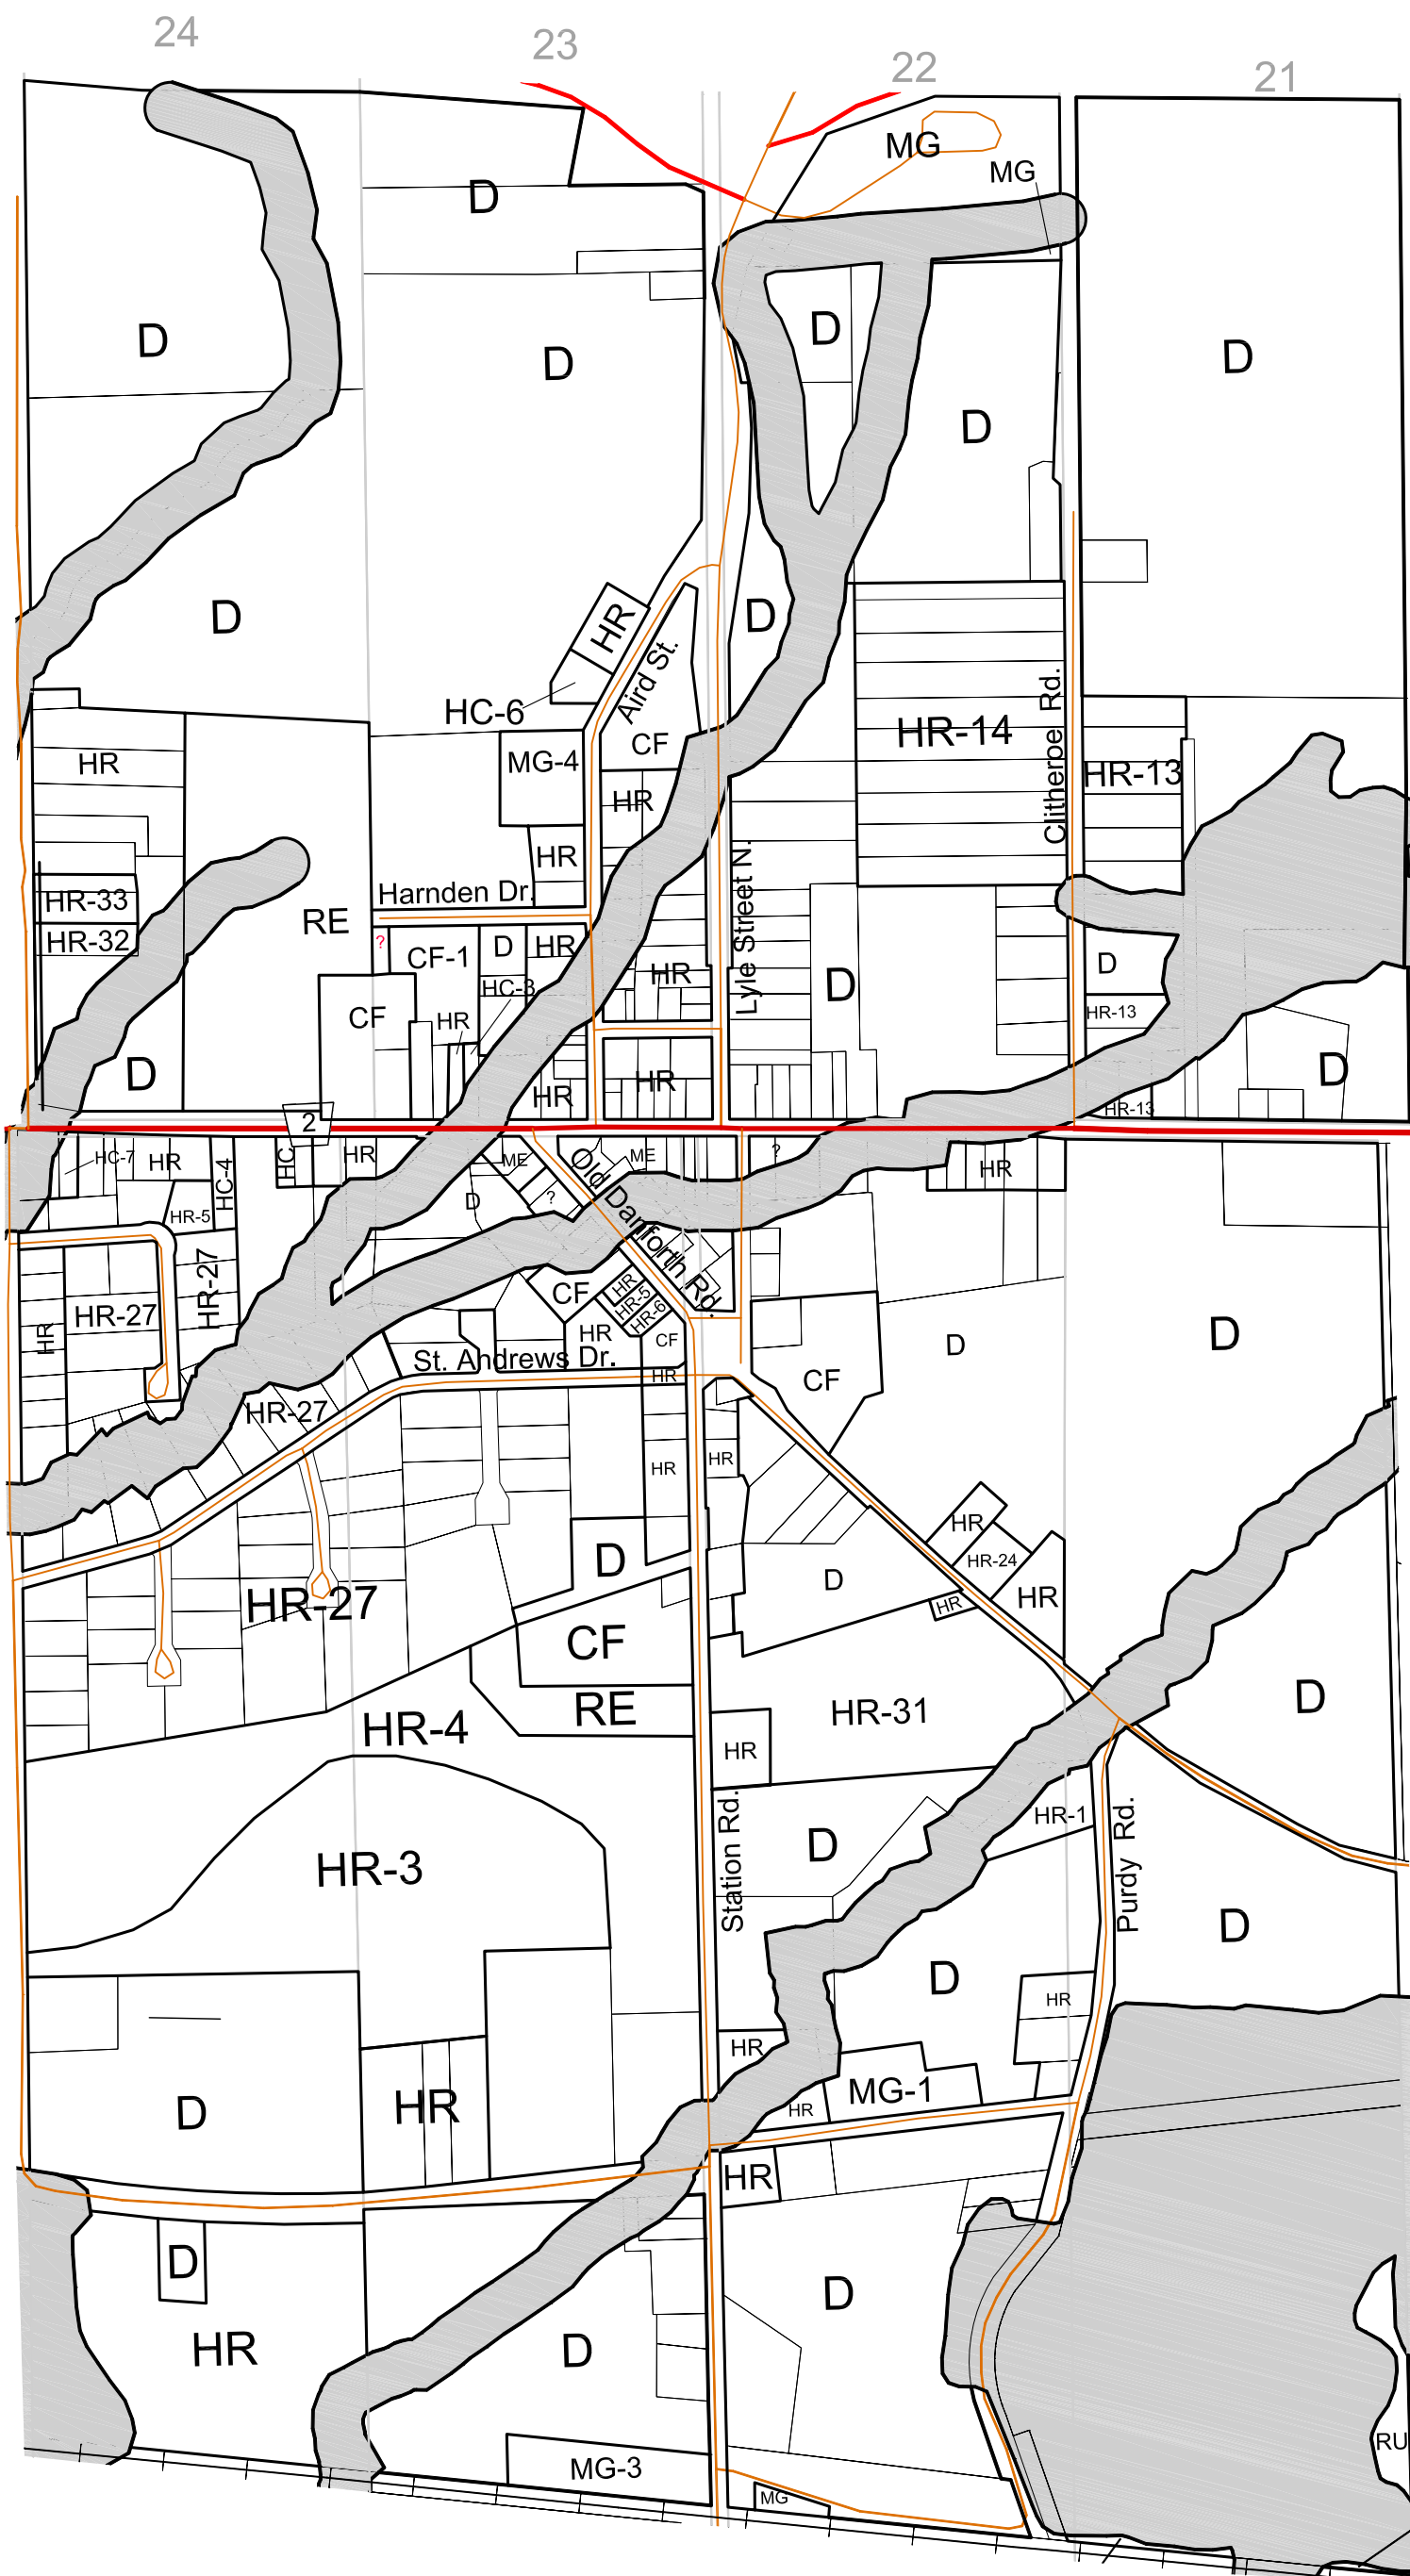 24
23
22
21
MG
MG
D
D
D
D
D
D
D
D
HR
Aird St.
HC-6
CF
HR-14
Clitherbe Rd.
MG-4
HR
HR-13
HR
HR
Harnden Dr.
HR-33
HR-32
RE
?
CF-1
D
HR
HR
Lyle Street N.
D
D
HC-3
HR
CF
HR-13
D
HR
HR
D
HR-13
2
HC-7
HR
HC-4
HC
HR
ME
Old Danforth Rd.
ME
?
HR
HR-5
D
?
HR-27
HR-27
HR
CF
HR
HR-5
HR-6
HR
CF
D
D
St. Andrews Dr.
HR
CF
HR-27
HR
HR
HR
HR-24
HR
D
D
HR-27
HR
CF
RE
HR-31
D
HR-4
HR
Station Rd.
D
HR-1
Purdy Rd.
HR-3
D
D
HR
HR
MG-1
HR
D
HR
HR
D
D
HR
D
RU
MG-3
MG